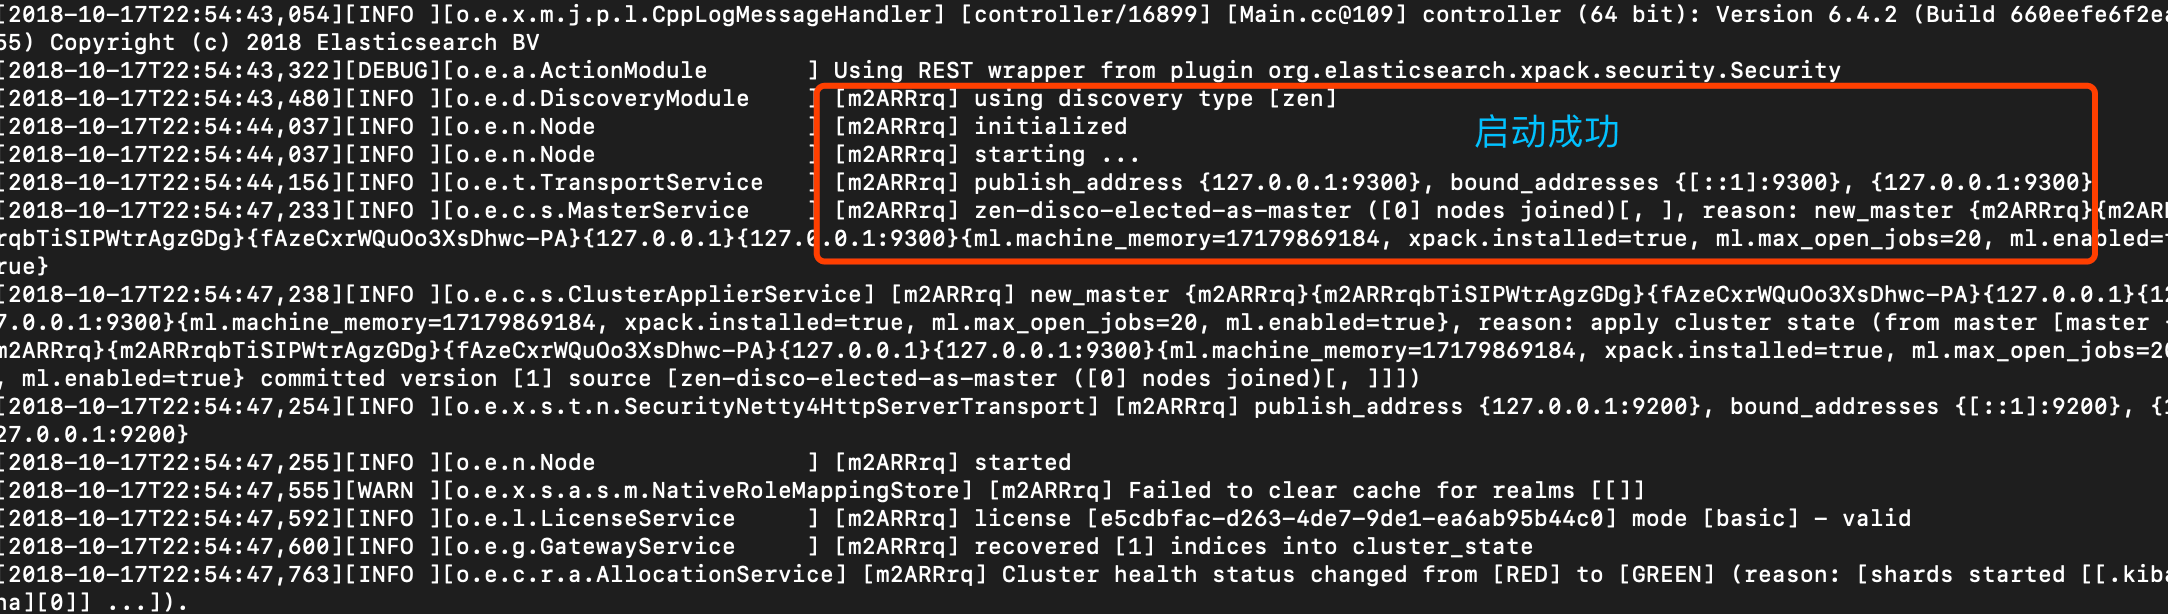 [2018-10-17T22:54:43,054][INFO ][o.e.x.m.j.p.l.CppLogMessageHandler] [controller/16899] [Main.cc@109] controller (64 bit): Version 6.4.2 (Build 660eefe6f2ea
55) Copyright (c) 2018 Elasticsearch BV
[2018-10-17T22:54:43,322][DEBUG][o.e.a.ActionModule       ] Using REST wrapper from plugin org.elasticsearch.xpack.security.Security
[2018-10-17T22:54:43,480][INFO ][o.e.d.DiscoveryModule    ] [m2ARRrq] using discovery type [zen]
[2018-10-17T22:54:44,037][INFO ][o.e.n.Node               ] [m2ARRrq] initialized
启动成功
[2018-10-17T22:54:44,037][INFO ][o.e.n.Node               ] [m2ARRrq] starting ...
[2018-10-17T22:54:44,156][INFO ][o.e.t.TransportService   ] [m2ARRrq] publish_address {127.0.0.1:9300}, bound_addresses {[::1]:9300}, {127.0.0.1:9300}
[2018-10-17T22:54:47,233][INFO ][o.e.c.s.MasterService    ] [m2ARRrq] zen-disco-elected-as-master ([0] nodes joined)[, ], reason: new_master {m2ARRrq}{m2ARR
rqbTiSIPWtrAgzGDg}{fAzeCxrWQuOo3XsDhwc-PA}{127.0.0.1}{127.0.0.1:9300}{ml.machine_memory=17179869184, xpack.installed=true, ml.max_open_jobs=20, ml.enabled=t
rue}
[2018-10-17T22:54:47,238][INFO ][o.e.c.s.ClusterApplierService] [m2ARRrq] new_master {m2ARRrq}{m2ARRrqbTiSIPWtrAgzGDg}{fAzeCxrWQuOo3XsDhwc-PA}{127.0.0.1}{12
7.0.0.1:9300}{ml.machine_memory=17179869184, xpack.installed=true, ml.max_open_jobs=20, ml.enabled=true}, reason: apply cluster state (from master [master {
m2ARRrq}{m2ARRrqbTiSIPWtrAgzGDg}{fAzeCxrWQuOo3XsDhwc-PA}{127.0.0.1}{127.0.0.1:9300}{ml.machine_memory=17179869184, xpack.installed=true, ml.max_open_jobs=20
, ml.enabled=true} committed version [1] source [zen-disco-elected-as-master ([0] nodes joined)[, ]]])
[2018-10-17T22:54:47,254][INFO ][o.e.x.s.t.n.SecurityNetty4HttpServerTransport] [m2ARRrq] publish_address {127.0.0.1:9200}, bound_addresses {[::1]:9200}, {1
27.0.0.1:9200}
[2018-10-17T22:54:47,255][INFO ][o.e.n.Node               ] [m2ARRrq] started
[2018-10-17T22:54:47,555][WARN ][o.e.x.s.a.s.m.NativeRoleMappingStore] [m2ARRrq] Failed to clear cache for realms [[]]
[2018-10-17T22:54:47,592][INFO ][o.e.l.LicenseService     ] [m2ARRrq] license [e5cdbfac-d263-4de7-9de1-ea6ab95b44c0] mode [basic] - valid
[2018-10-17T22:54:47,600][INFO ][o.e.g.GatewayService     ] [m2ARRrq] recovered [1] indices into cluster_state
[2018-10-17T22:54:47,763][INFO ][o.e.c.r.a.AllocationService] [m2ARRrq] Cluster health status changed from [RED] to [GREEN] (reason: [shards started [[.kiba
na][0]] ...]).